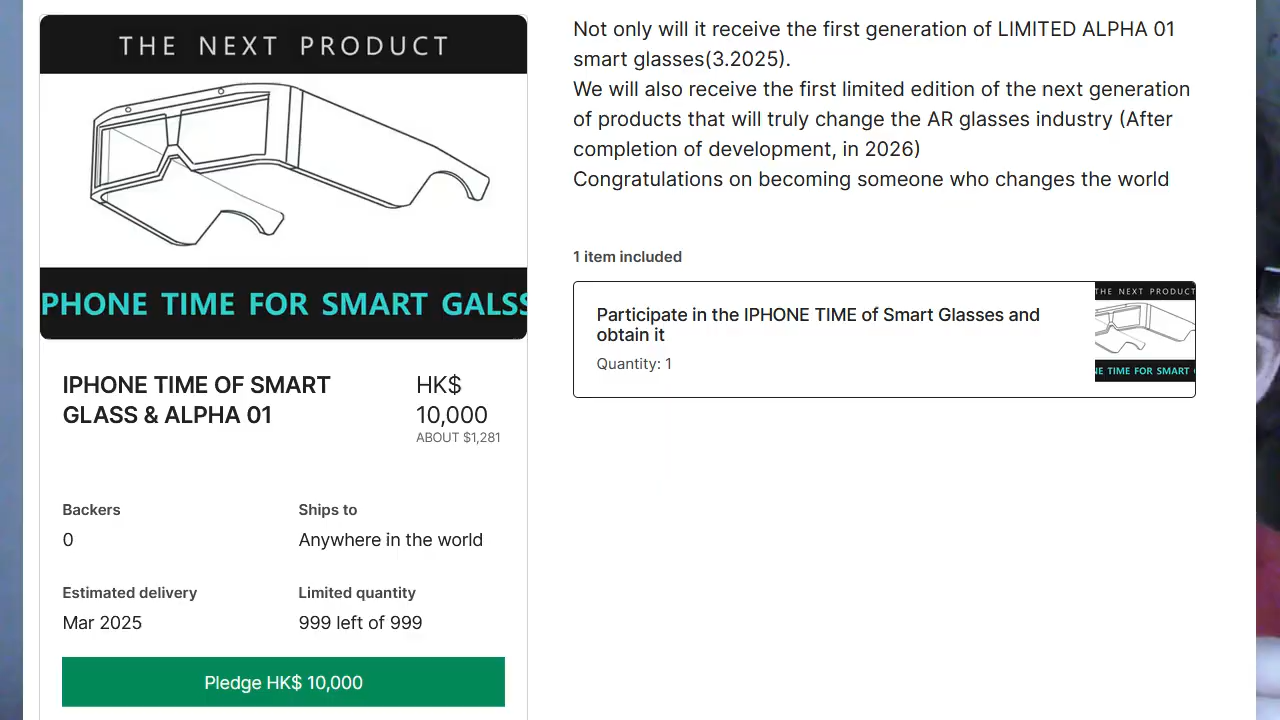 THE NEXT PRODUCT
PHONE TIME FOR SMART GALSS
IPHONE TIME OF SMART
GLASS & ALPHA 01
HK$
10,000
ABOUT $1,281
Backers
0
Ships to
Anywhere in the world
Estimated delivery
Mar 2025
Limited quantity
999 left of 999
Pledge HK$ 10,000
Not only will it receive the first generation of LIMITED ALPHA 01
smart glasses(3.2025).
We will also receive the first limited edition of the next generation
of products that will truly change the AR glasses industry (After
completion of development, in 2026)
Congratulations on becoming someone who changes the world
1 item included
Participate in the IPHONE TIME of Smart Glasses and
obtain it
Quantity: 1
THE NEXT PRODUCT
NE TIME FOR SMART